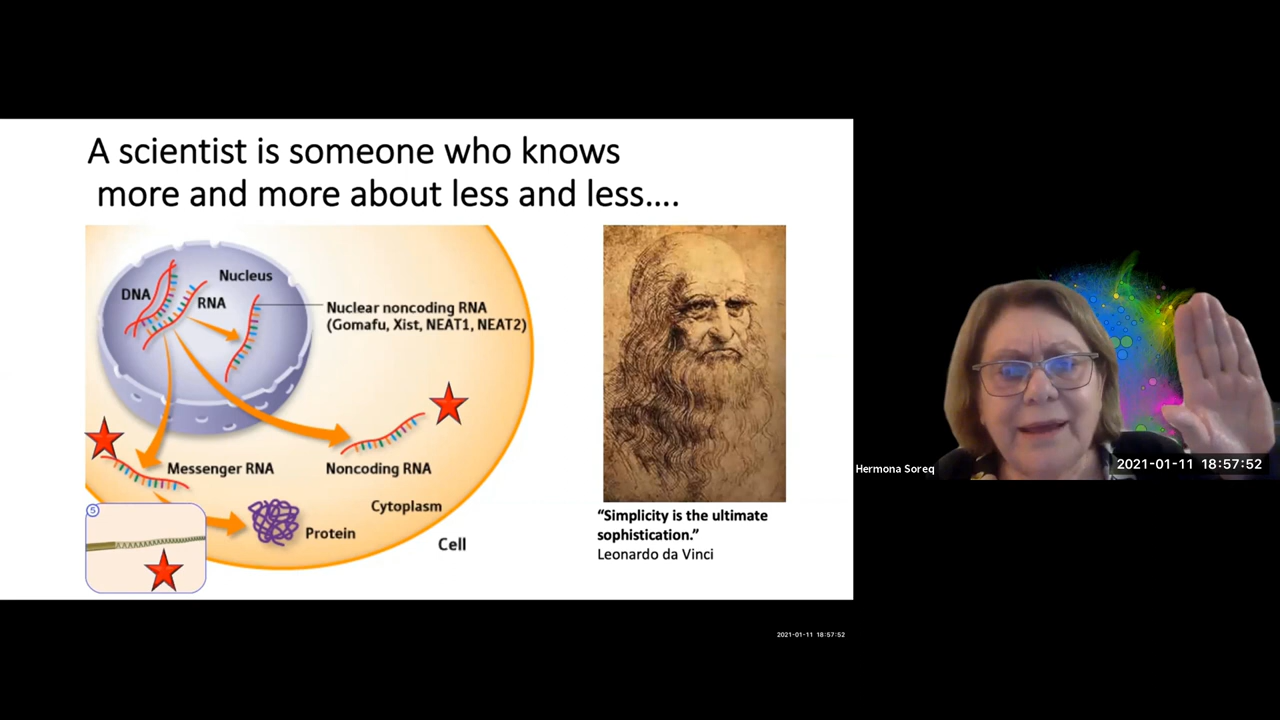 A scientist is someone who knows
more and more about less and less....
DNA
RNA
Nucleus
Nuclear noncoding RNA
(Gomafu, Xist, NEAT1, NEAT2)
Messenger RNA
Noncoding RNA
Cytoplasm
Protein
Cell
5
“Simplicity is the ultimate
sophistication.”
Leonardo da Vinci
Hermona Soreq
2021-01-11 18:57:52
2021-01-11 18:57:52